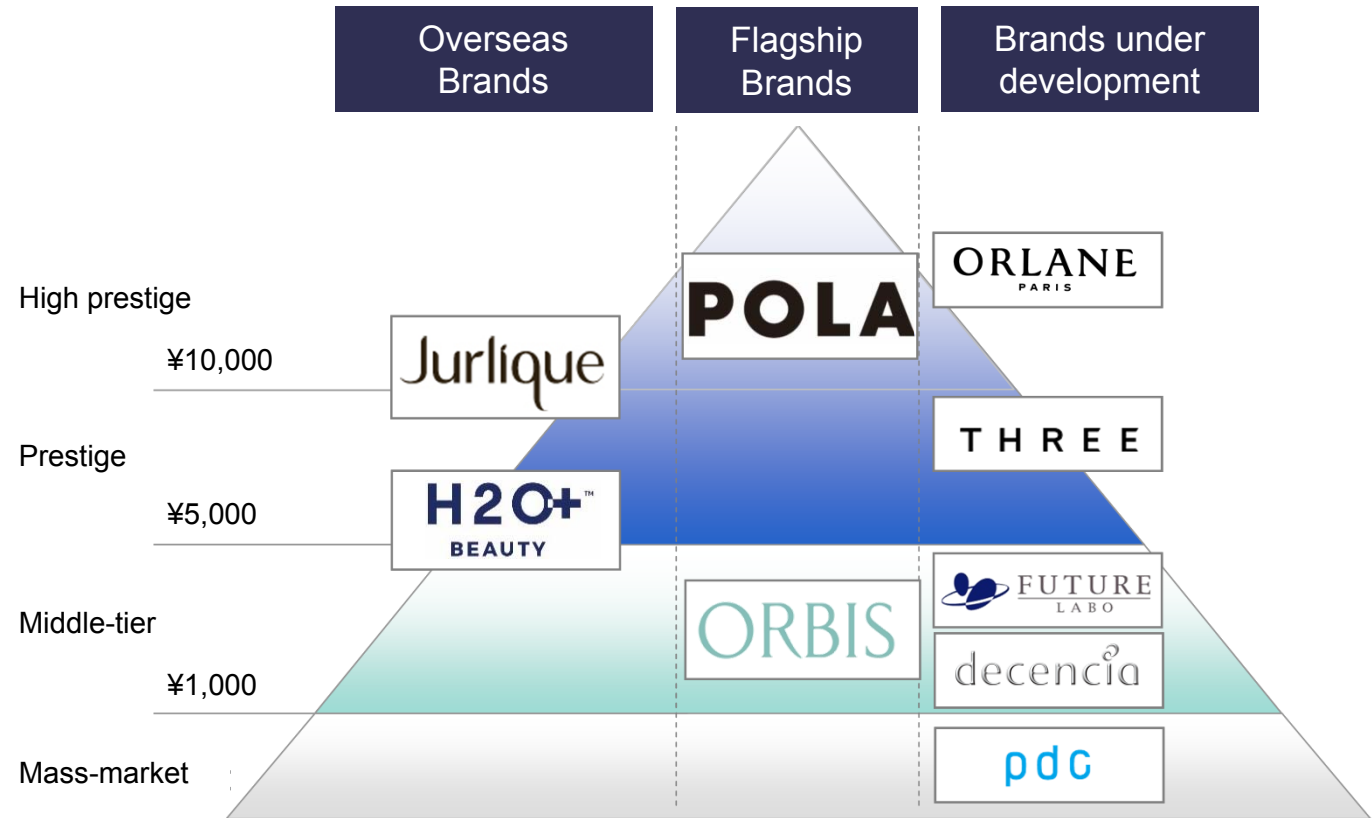 Overseas
Brands
Flagship
Brands
Brands under
development
High prestige
¥10,000
Prestige
¥5,000
Middle-tier
¥1,000
Mass-market
Jurlique
H2O+™
BEAUTY
POLA
ORBIS
ORLANE
PARIS
THREE
FUTURE
LABO
decencia
pdc